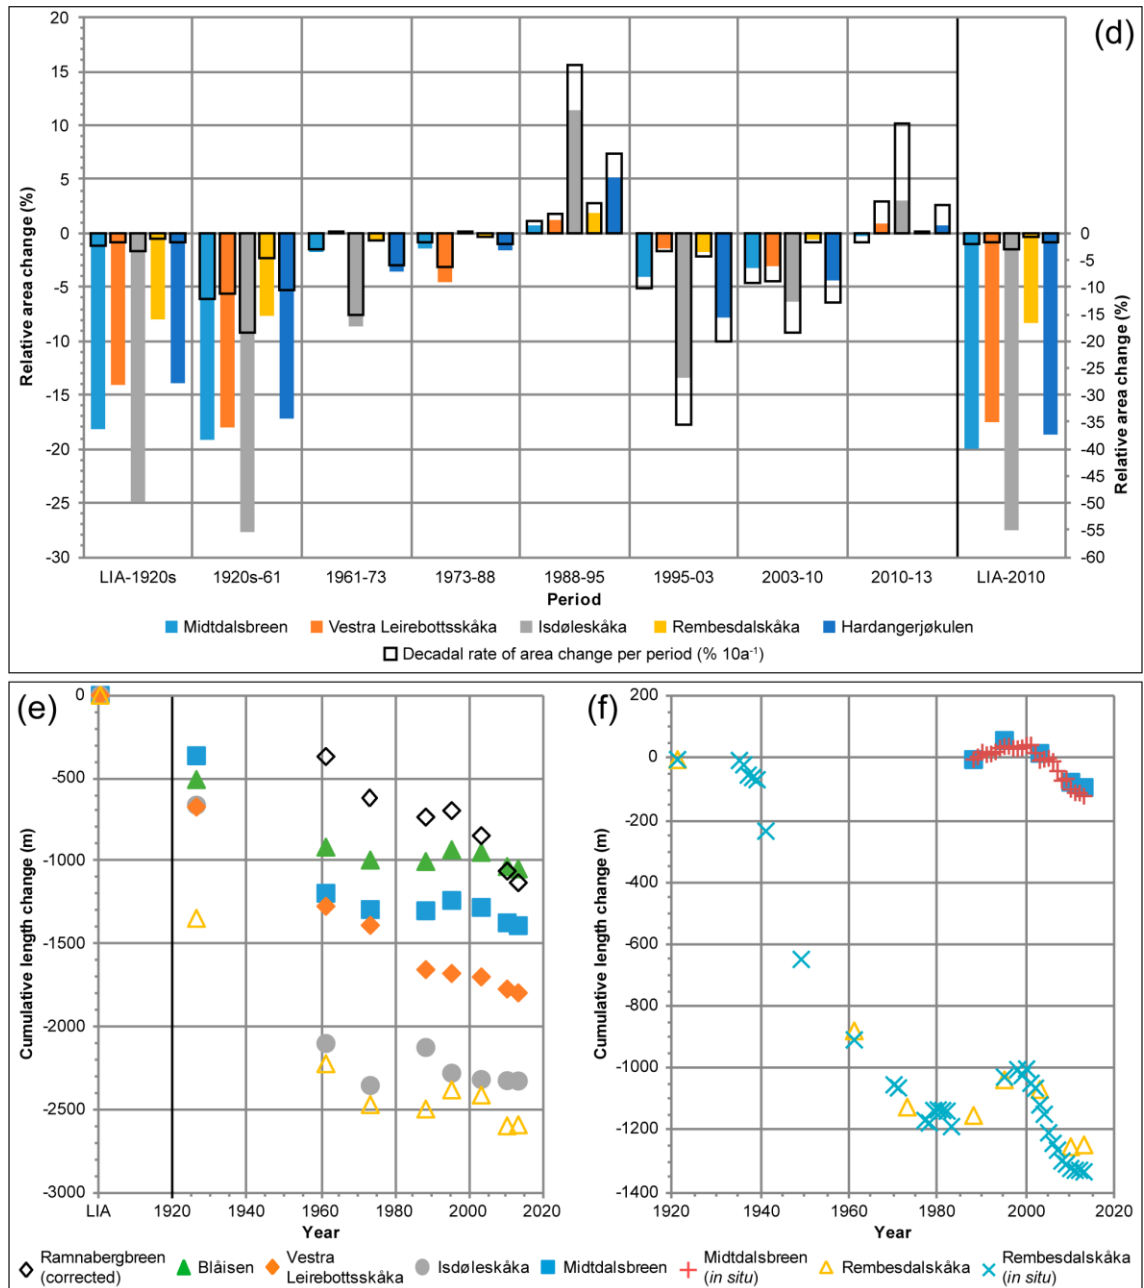 (d)
Relative area change (%)
20
15
10
5
0
-5
-10
-15
-20
-25
-30
0
-5
-10
-15
-20
-25
-30
-35
-40
-45
-50
-55
-60
Relative area change (%)
LIA-1920s 1920s-61 1961-73 1973-88 1988-95 1995-03 2003-10 2010-13 LIA-2010
Period
Midtdalsbreen Vestra Leirebottsskåka Isdøleskåka Rembesdalskåka Hardangerjøkulen
Decadal rate of area change per period (% 10a⁻¹)
(e)
Cumulative length change (m)
0
-500
-1000
-1500
-2000
-2500
-3000
LIA 1920 1940 1960 1980 2000 2020
Year
(f)
Cumulative length change (m)
200
0
-200
-400
-600
-800
-1000
-1200
-1400
1920 1940 1960 1980 2000 2020
Year
Ramnabergbreen
(corrected)
Blåisen
Vestra
Leirebottsskåka
Isdøleskåka
Midtdalsbreen
Midtdalsbreen
(in situ)
Rembesdalskåka
Rembesdalskåka
(in situ)